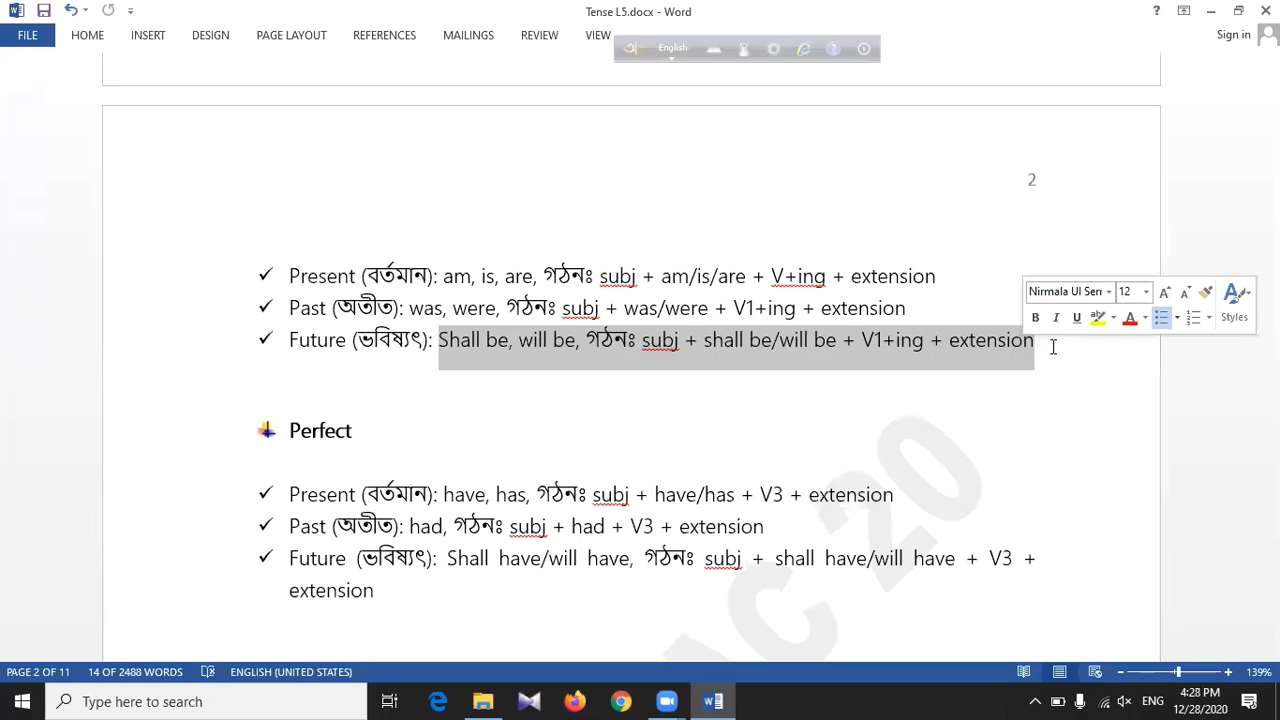 Tense L5.docx - Word
FILE HOME INSERT DESIGN PAGE LAYOUT REFERENCES MAILINGS REVIEW VIEW Sign in
English
2
Present (বর্তমান): am, is, are, গঠনঃ subj + am/is/are + V+ing + extension
Past (অতীত): was, were, গঠনঃ subj + was/were + V1+ing + extension
Future (ভবিষ্যৎ): Shall be, will be, গঠনঃ subj + shall be/will be + V1+ing + extension
Nirmala UI Sem 12
Styles
Perfect
Present (বর্তমান): have, has, গঠনঃ subj + have/has + V3 + extension
Past (অতীত): had, গঠনঃ subj + had + V3 + extension
Future (ভবিষ্যৎ): Shall have/will have, গঠনঃ subj + shall have/will have + V3 +
extension
AC 20
PAGE 2 OF 11 14 OF 2488 WORDS ENGLISH (UNITED STATES) 139%
Type here to search
ENG
4:28 PM
12/28/2020